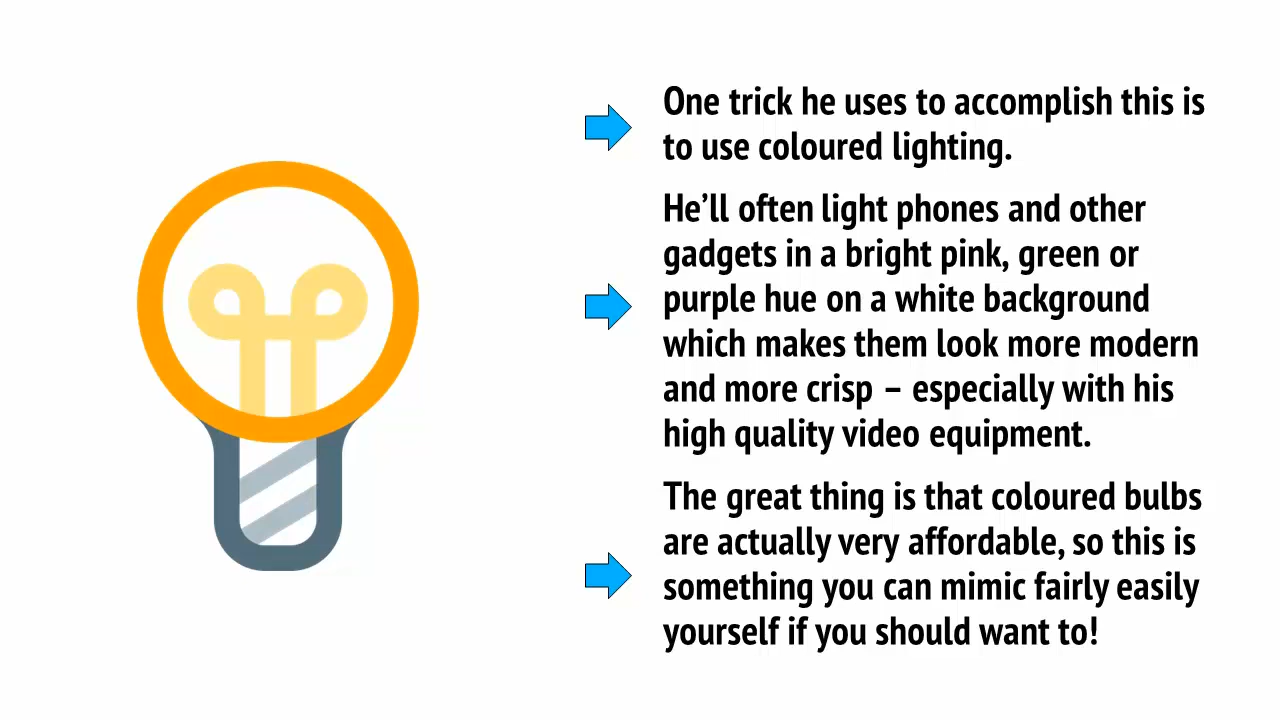 One trick he uses to accomplish this is
to use coloured lighting.
He’ll often light phones and other
gadgets in a bright pink, green or
purple hue on a white background
which makes them look more modern
and more crisp – especially with his
high quality video equipment.
The great thing is that coloured bulbs
are actually very affordable, so this is
something you can mimic fairly easily
yourself if you should want to!